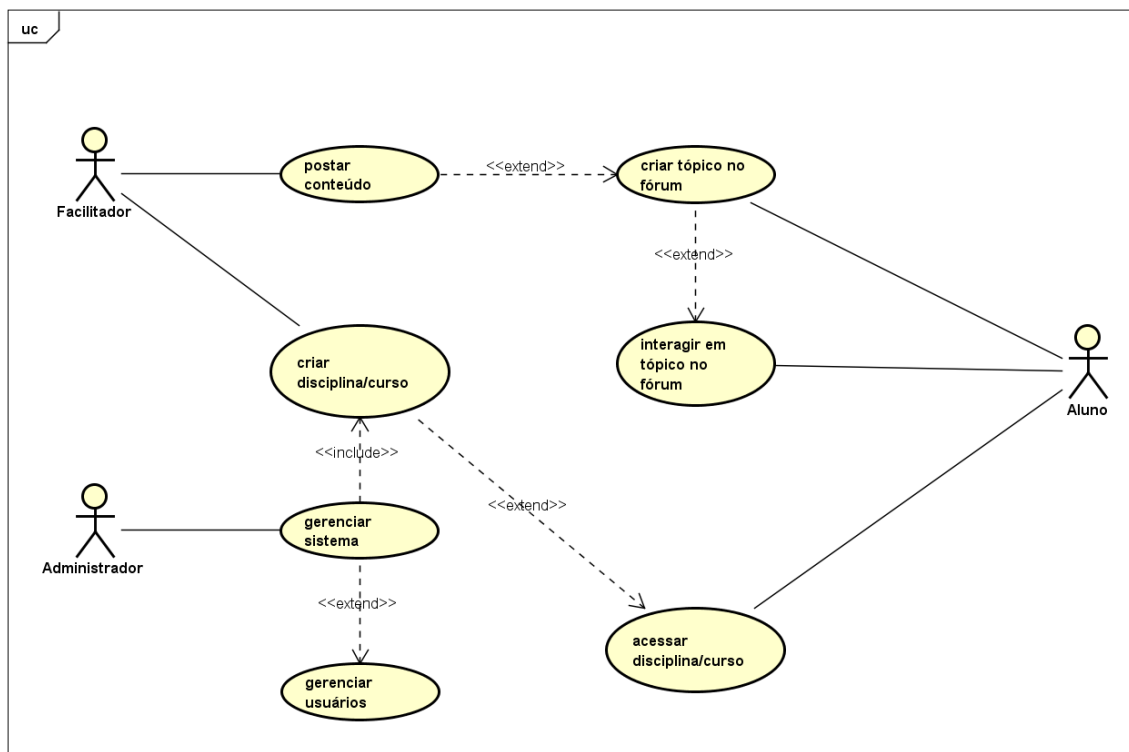 uc
Facilitador
postar
conteúdo
<<extend>>
criar tópico no
fórum
<<extend>>
interagir em
tópico no
fórum
Aluno
criar
disciplina/curso
<<include>>
<<extend>>
Administrador
gerenciar
sistema
<<extend>>
gerenciar
usuários
acessar
disciplina/curso